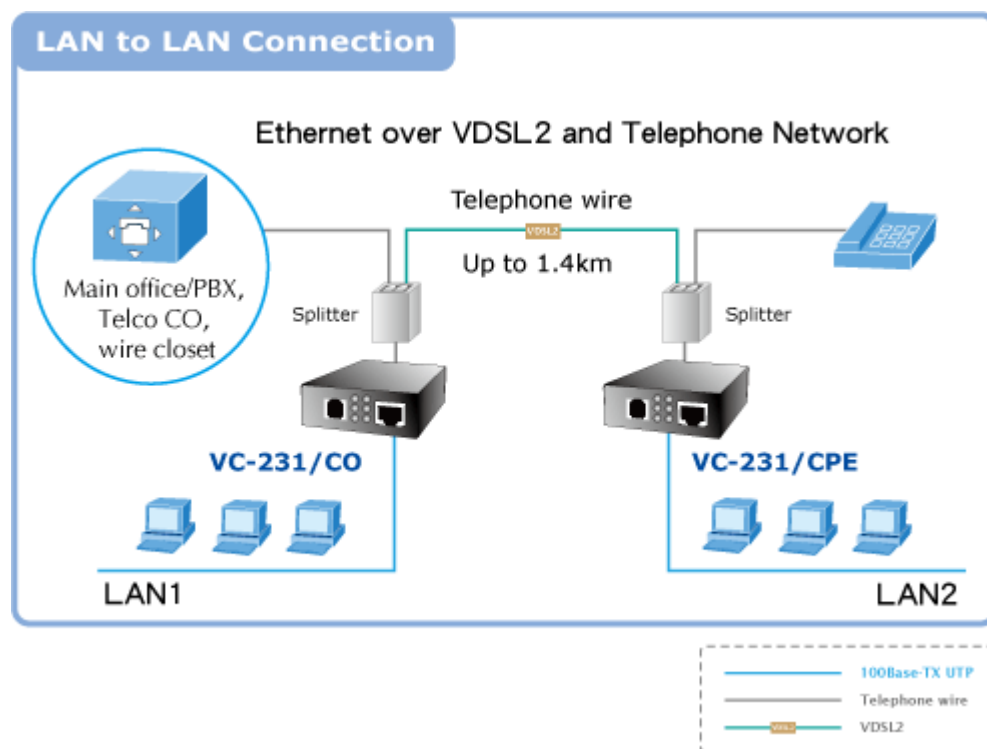 LAN to LAN Connection
Ethernet over VDSL2 and Telephone Network
Telephone wire
VDSL2
Up to 1.4km
Main office/PBX,
Telco CO,
wire closet
Splitter
Splitter
VC-231/CO
VC-231/CPE
LAN1
LAN2
100Base-TX UTP
Telephone wire
VDSL2
VDSL2